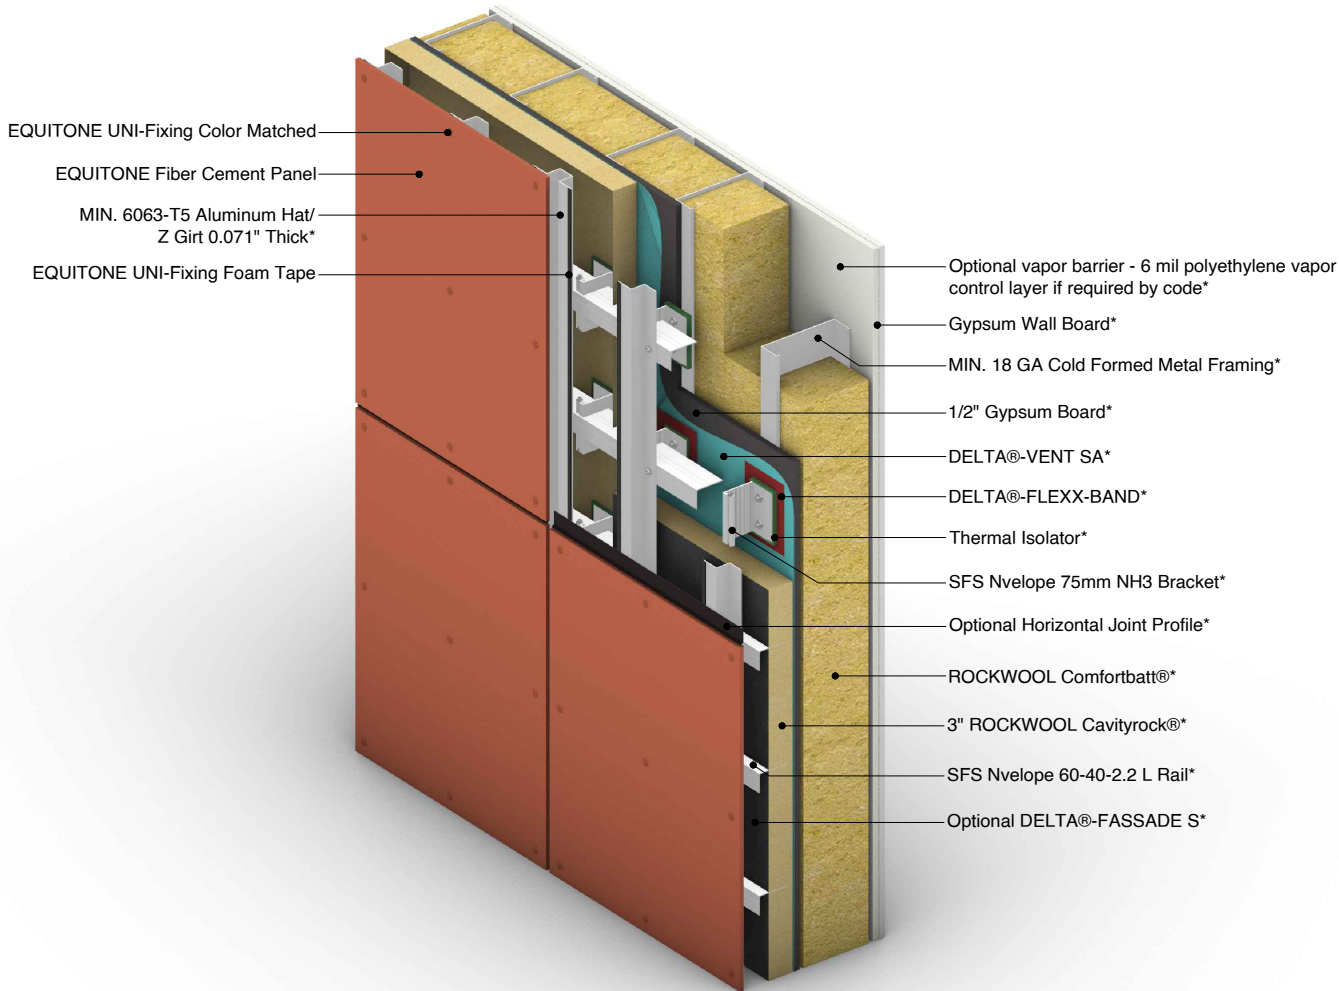 EQUITONE UNI-Fixing Color Matched
EQUITONE Fiber Cement Panel
MIN. 6063-T5 Aluminum Hat/
Z Girt 0.071" Thick*
EQUITONE UNI-Fixing Foam Tape
Optional vapor barrier - 6 mil polyethylene vapor
control layer if required by code*
Gypsum Wall Board*
MIN. 18 GA Cold Formed Metal Framing*
1/2" Gypsum Board*
DELTA®-VENT SA*
DELTA®-FLEXX-BAND*
Thermal Isolator*
SFS Nvelope 75mm NH3 Bracket*
Optional Horizontal Joint Profile*
ROCKWOOL Comfortbatt®*
3" ROCKWOOL Cavityrock®*
SFS Nvelope 60-40-2.2 L Rail*
Optional DELTA®-FASSADE S*